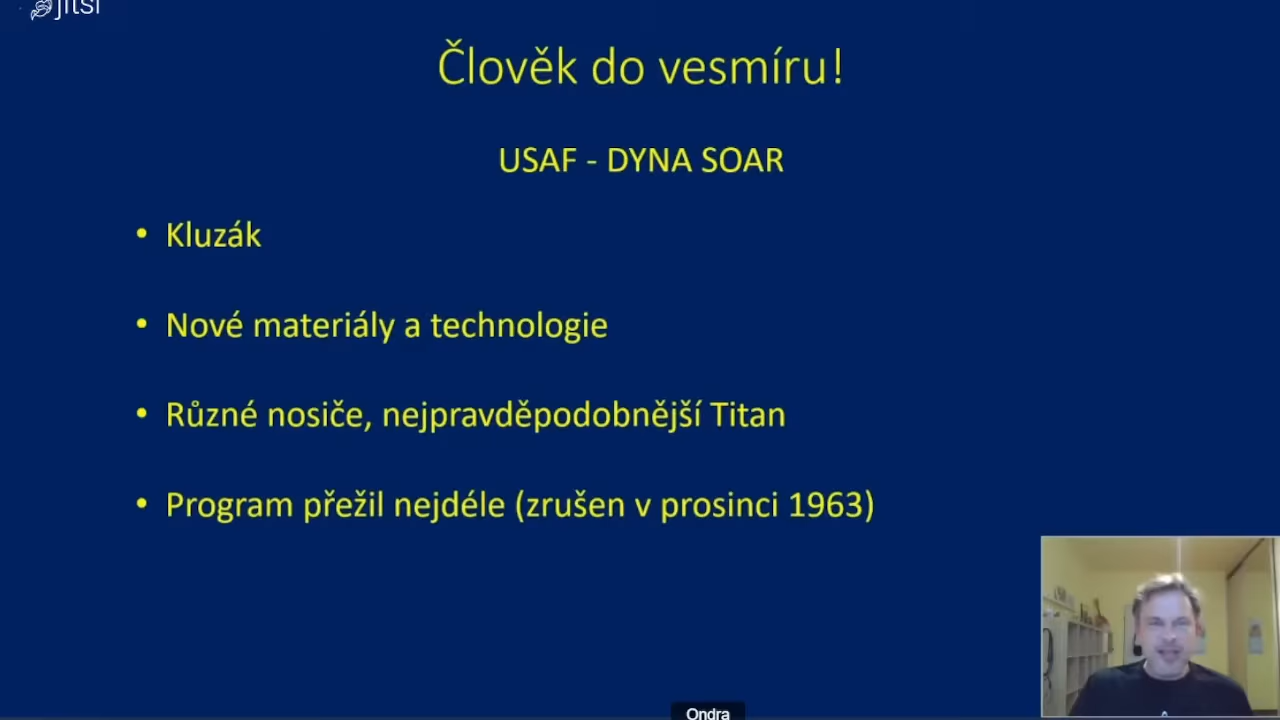 jitsi
Člověk do vesmíru!
USAF - DYNA SOAR
• Kluzák
• Nové materiály a technologie
• Různé nosiče, nejpravděpodobnější Titan
• Program přežil nejdéle (zrušen v prosinci 1963)
Ondra